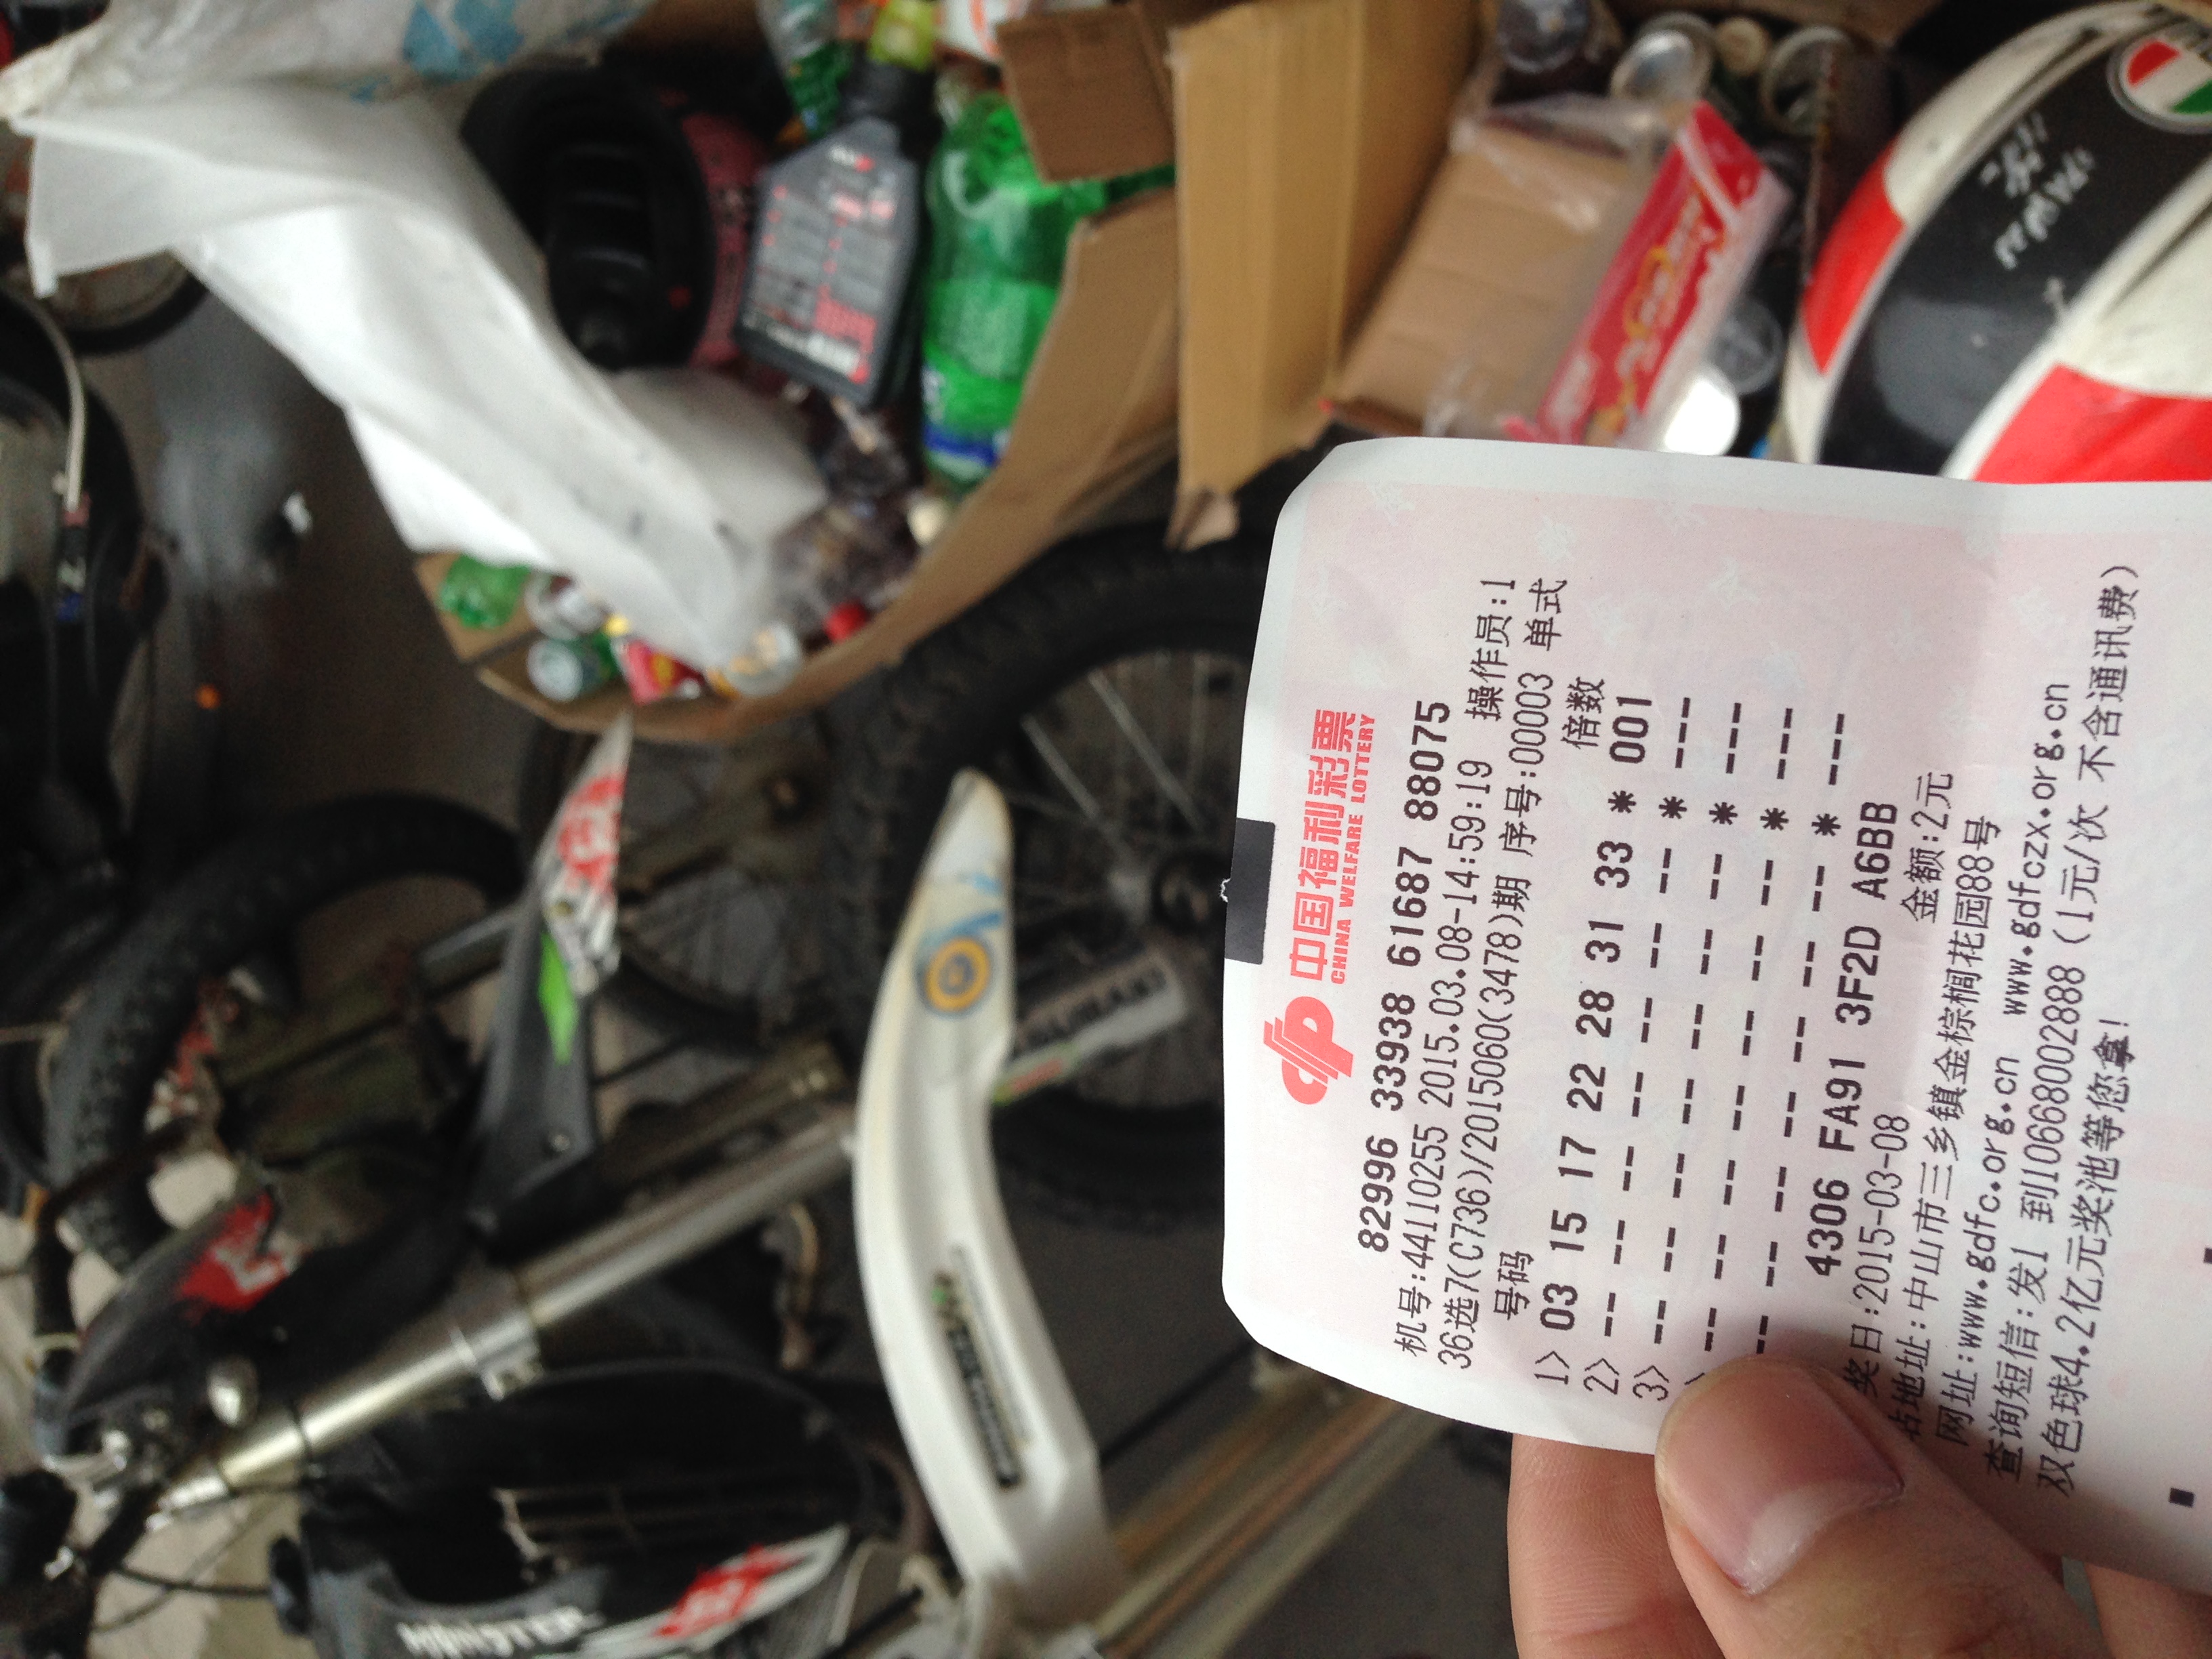 中国福利彩票
CHINA WELFARE LOTTERY
82996 33938 61687 88075
机号:44110255 2015.03.08-14:59:19 操作员:1
36选7(C736)/2015060(3478)期 序号:00003 单式
号码 倍数
1> 03 15 17 22 28 31 33 * 001
2> -- -- -- -- -- -- -- * ---
3> -- -- -- -- -- -- -- * ---
> -- -- -- -- -- -- -- * ---
-- -- -- -- -- -- -- * ---
4306 FA91 3F2D A6BB
奖日:2015-03-08 金额:2元
站地址:中山市三乡镇金棕榈花园88号
网址:www.gdfc.org.cn www.gdfczx.org.cn
查询短信:发1 到10668002888 (1元/次 不含通讯费)
双色球4.2亿元奖池等您拿!
MONSTER